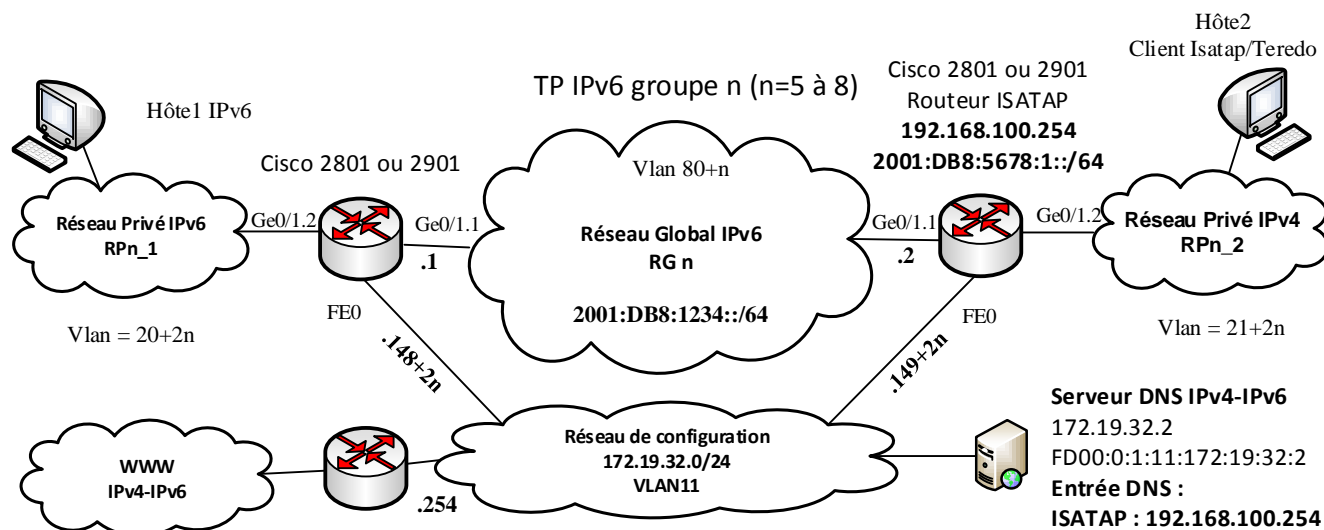 Hôte2
Client Isatap/Teredo
TP IPv6 groupe n (n=5 à 8)
Cisco 2801 ou 2901
Routeur ISATAP
192.168.100.254
2001:DB8:5678:1::/64
Hôte1 IPv6
Cisco 2801 ou 2901
Vlan 80+n
Réseau Privé IPv6
RPn_1
Ge0/1.2
Ge0/1.1
.1
Réseau Global IPv6
RG n
2001:DB8:1234::/64
Ge0/1.1
.2
Ge0/1.2
Réseau Privé IPv4
RPn_2
Vlan = 20+2n
FE0
.148+2n
FE0
.149+2n
Vlan = 21+2n
WWW
IPv4-IPv6
.254
Réseau de configuration
172.19.32.0/24
VLAN11
Serveur DNS IPv4-IPv6
172.19.32.2
FD00:0:1:11:172:19:32:2
Entrée DNS :
ISATAP : 192.168.100.254